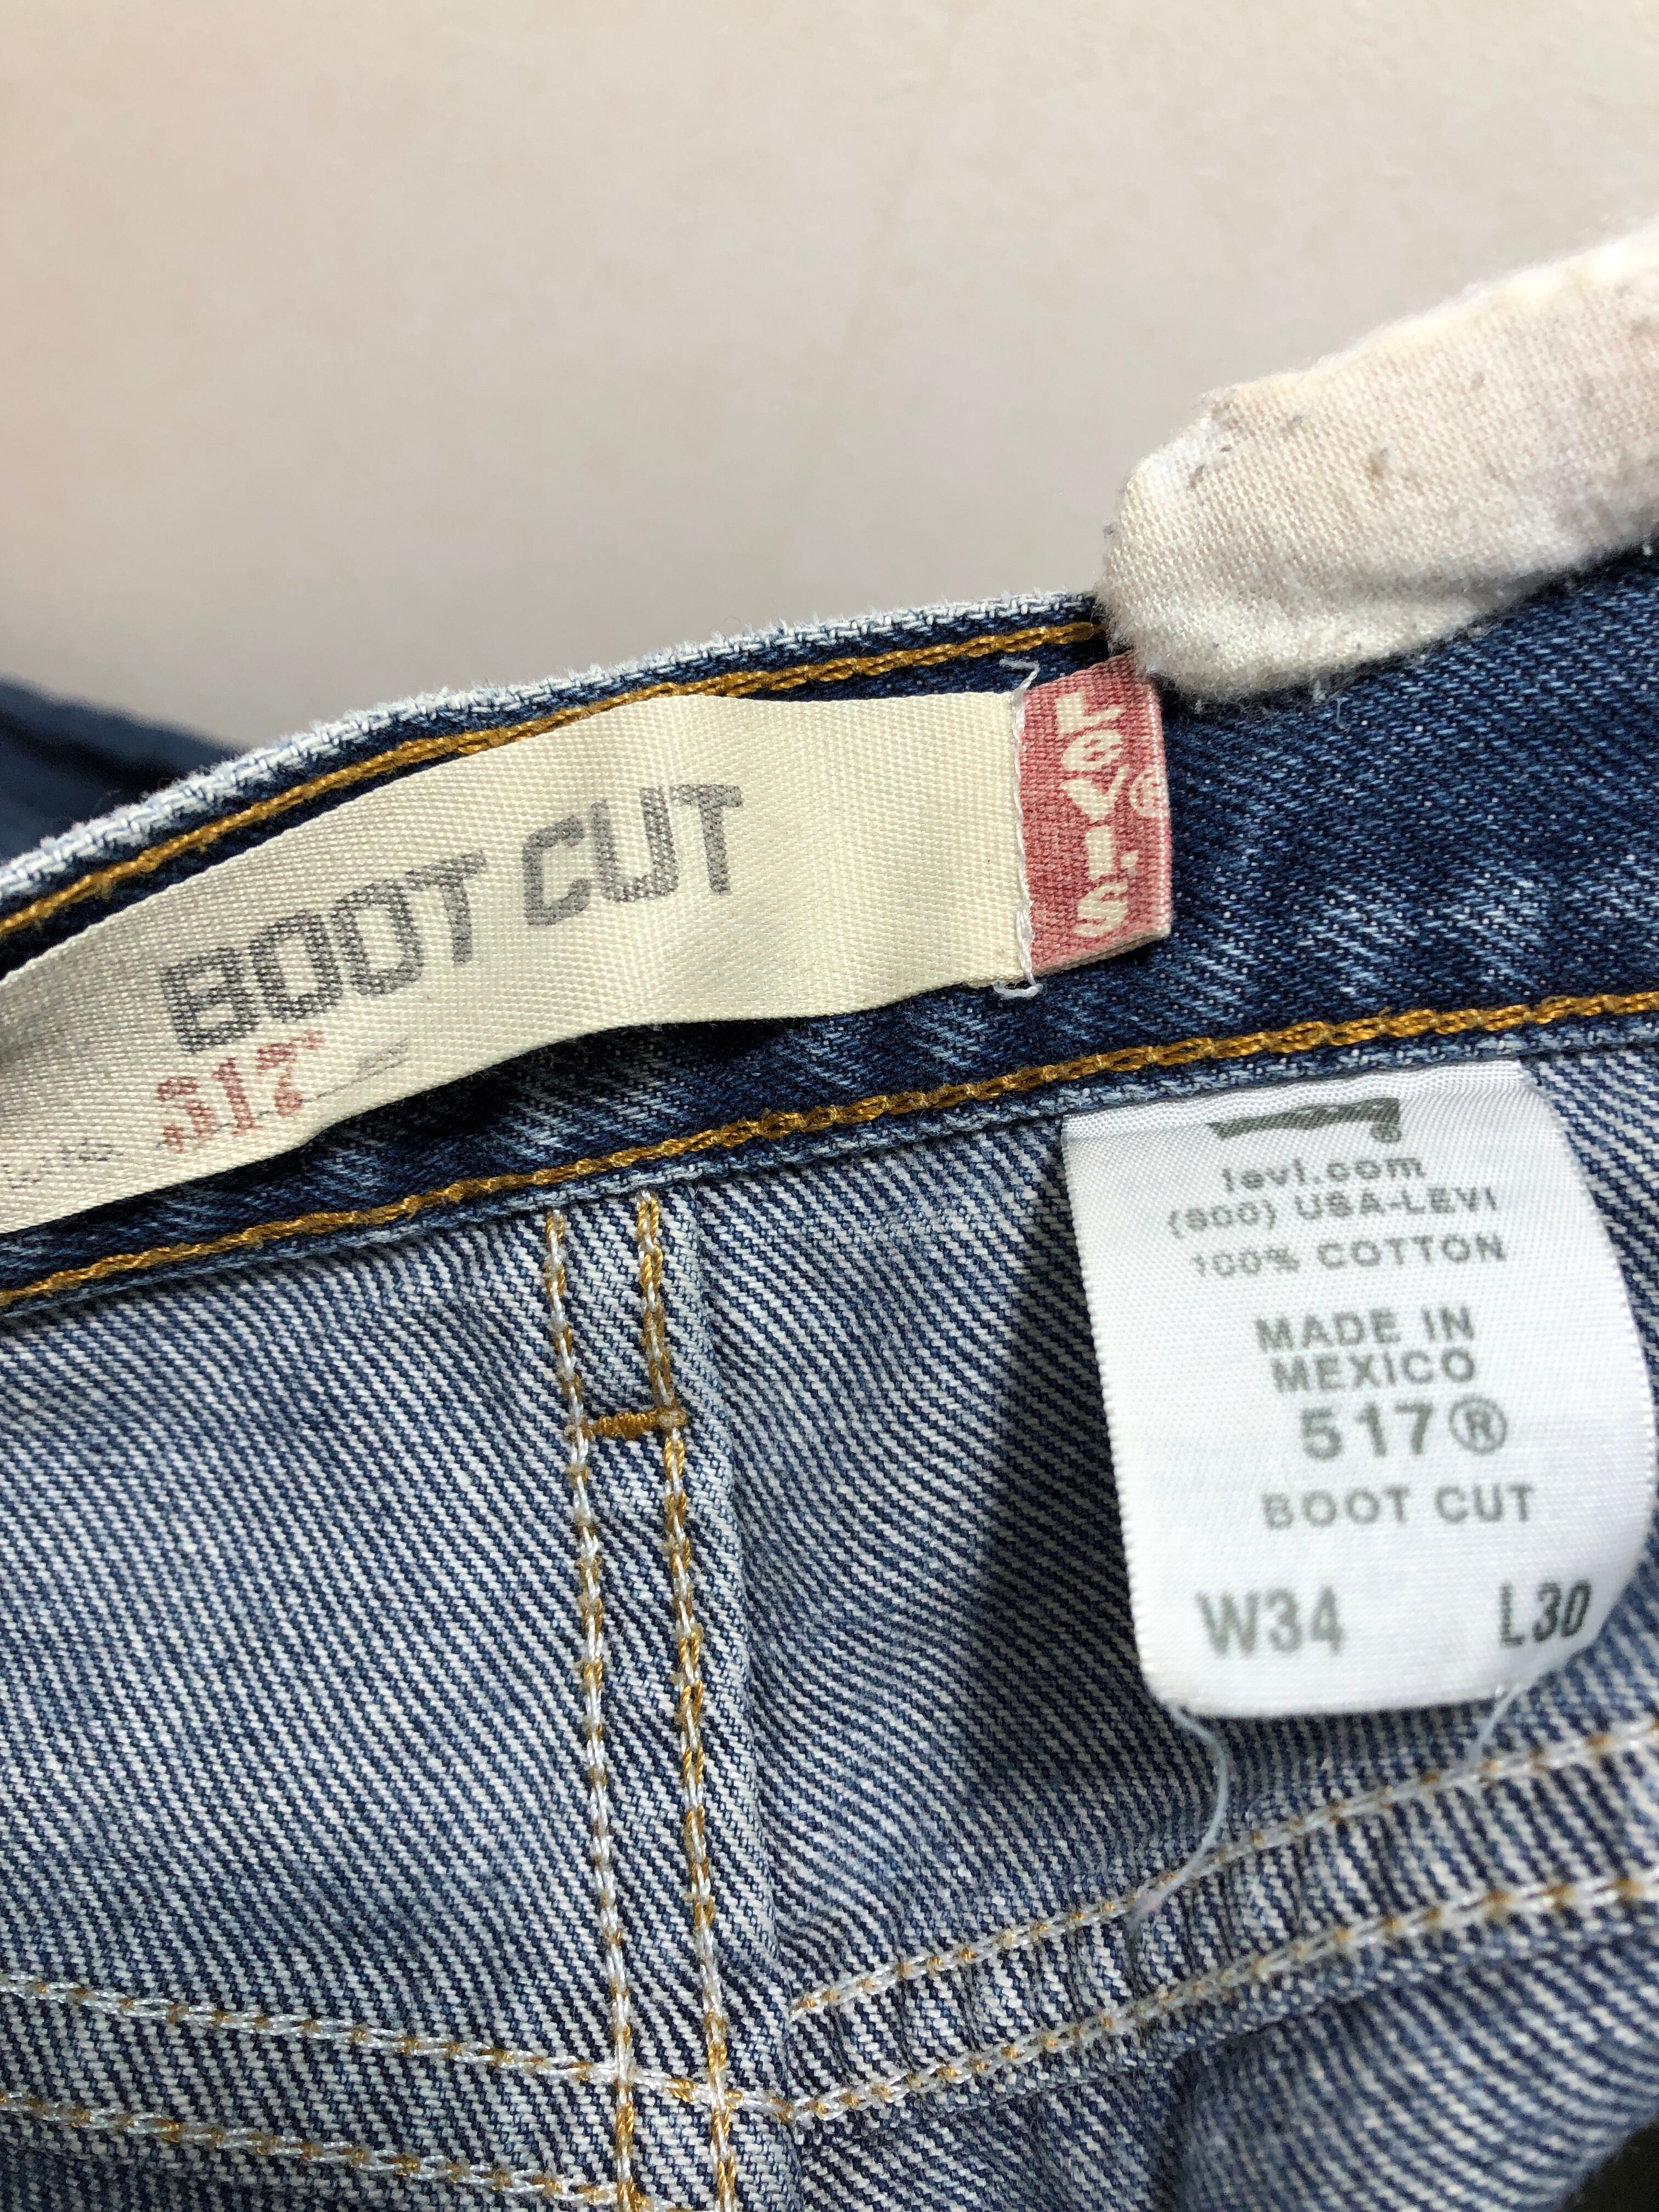 BOOT CUT
517
LEVI'S®
levi.com
(800) USA-LEVI
100% COTTON
MADE IN
MEXICO
517®
BOOT CUT
W34 L30